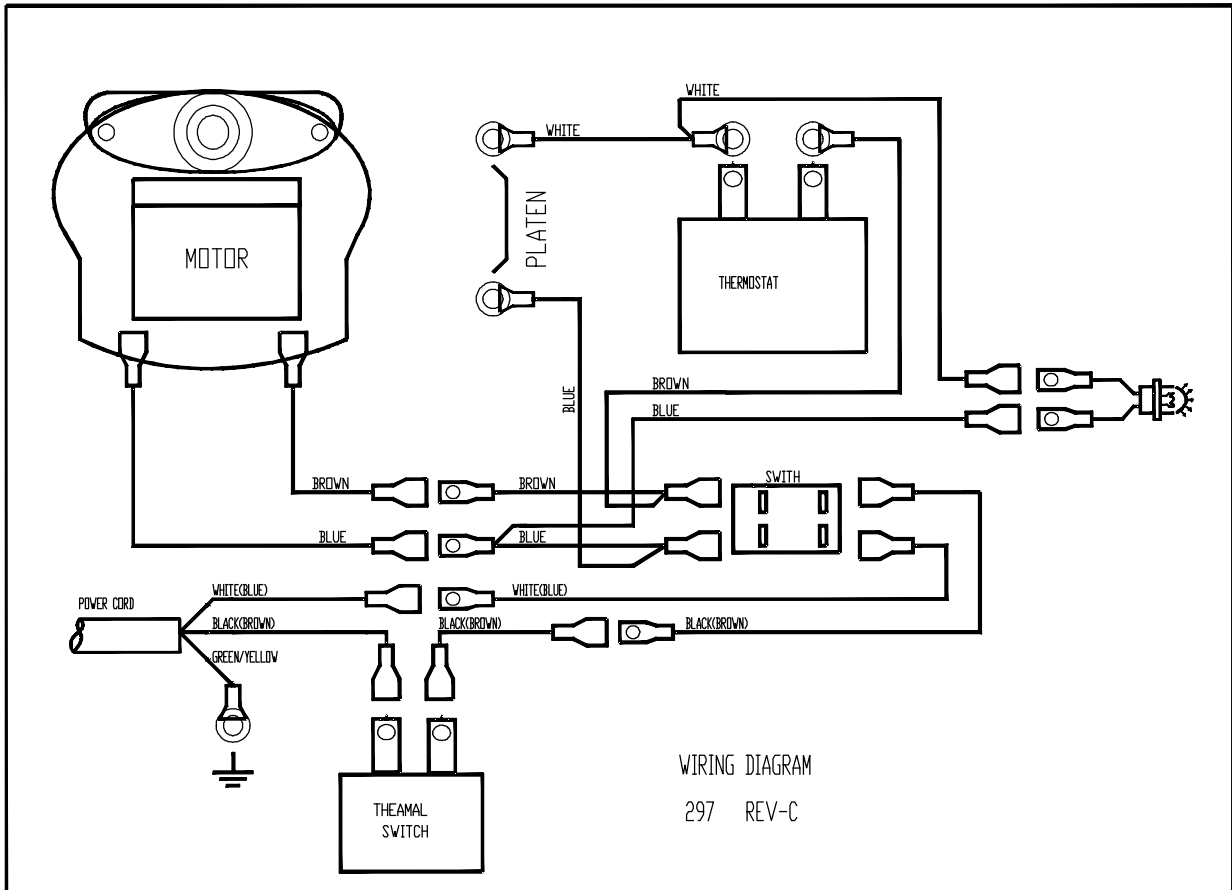 WHITE
WHITE
MOTOR
PLATEN
THERMOSTAT
BROWN
BLUE
BLUE
SWITH
BROWN
BROWN
BLUE
BLUE
POWER CORD
WHITE(BLUE)
WHITE(BLUE)
BLACK(BROWN)
BLACK(BROWN)
BLACK(BROWN)
GREEN/YELLOW
THEAMAL
SWITCH
WIRING DIAGRAM
297 REV-C